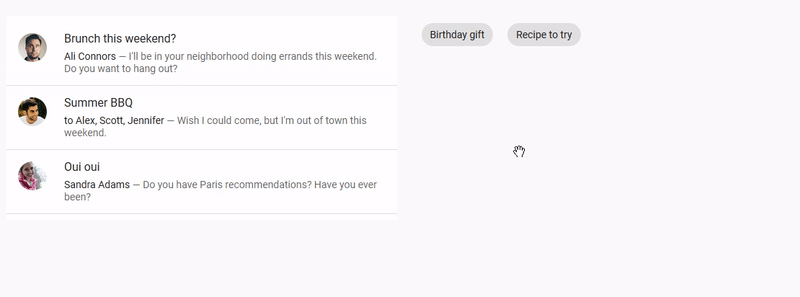 Brunch this weekend?
Ali Connors — I'll be in your neighborhood doing errands this weekend.
Do you want to hang out?
Summer BBQ
to Alex, Scott, Jennifer — Wish I could come, but I'm out of town this
weekend.
Oui oui
Sandra Adams — Do you have Paris recommendations? Have you ever
been?
Birthday gift
Recipe to try